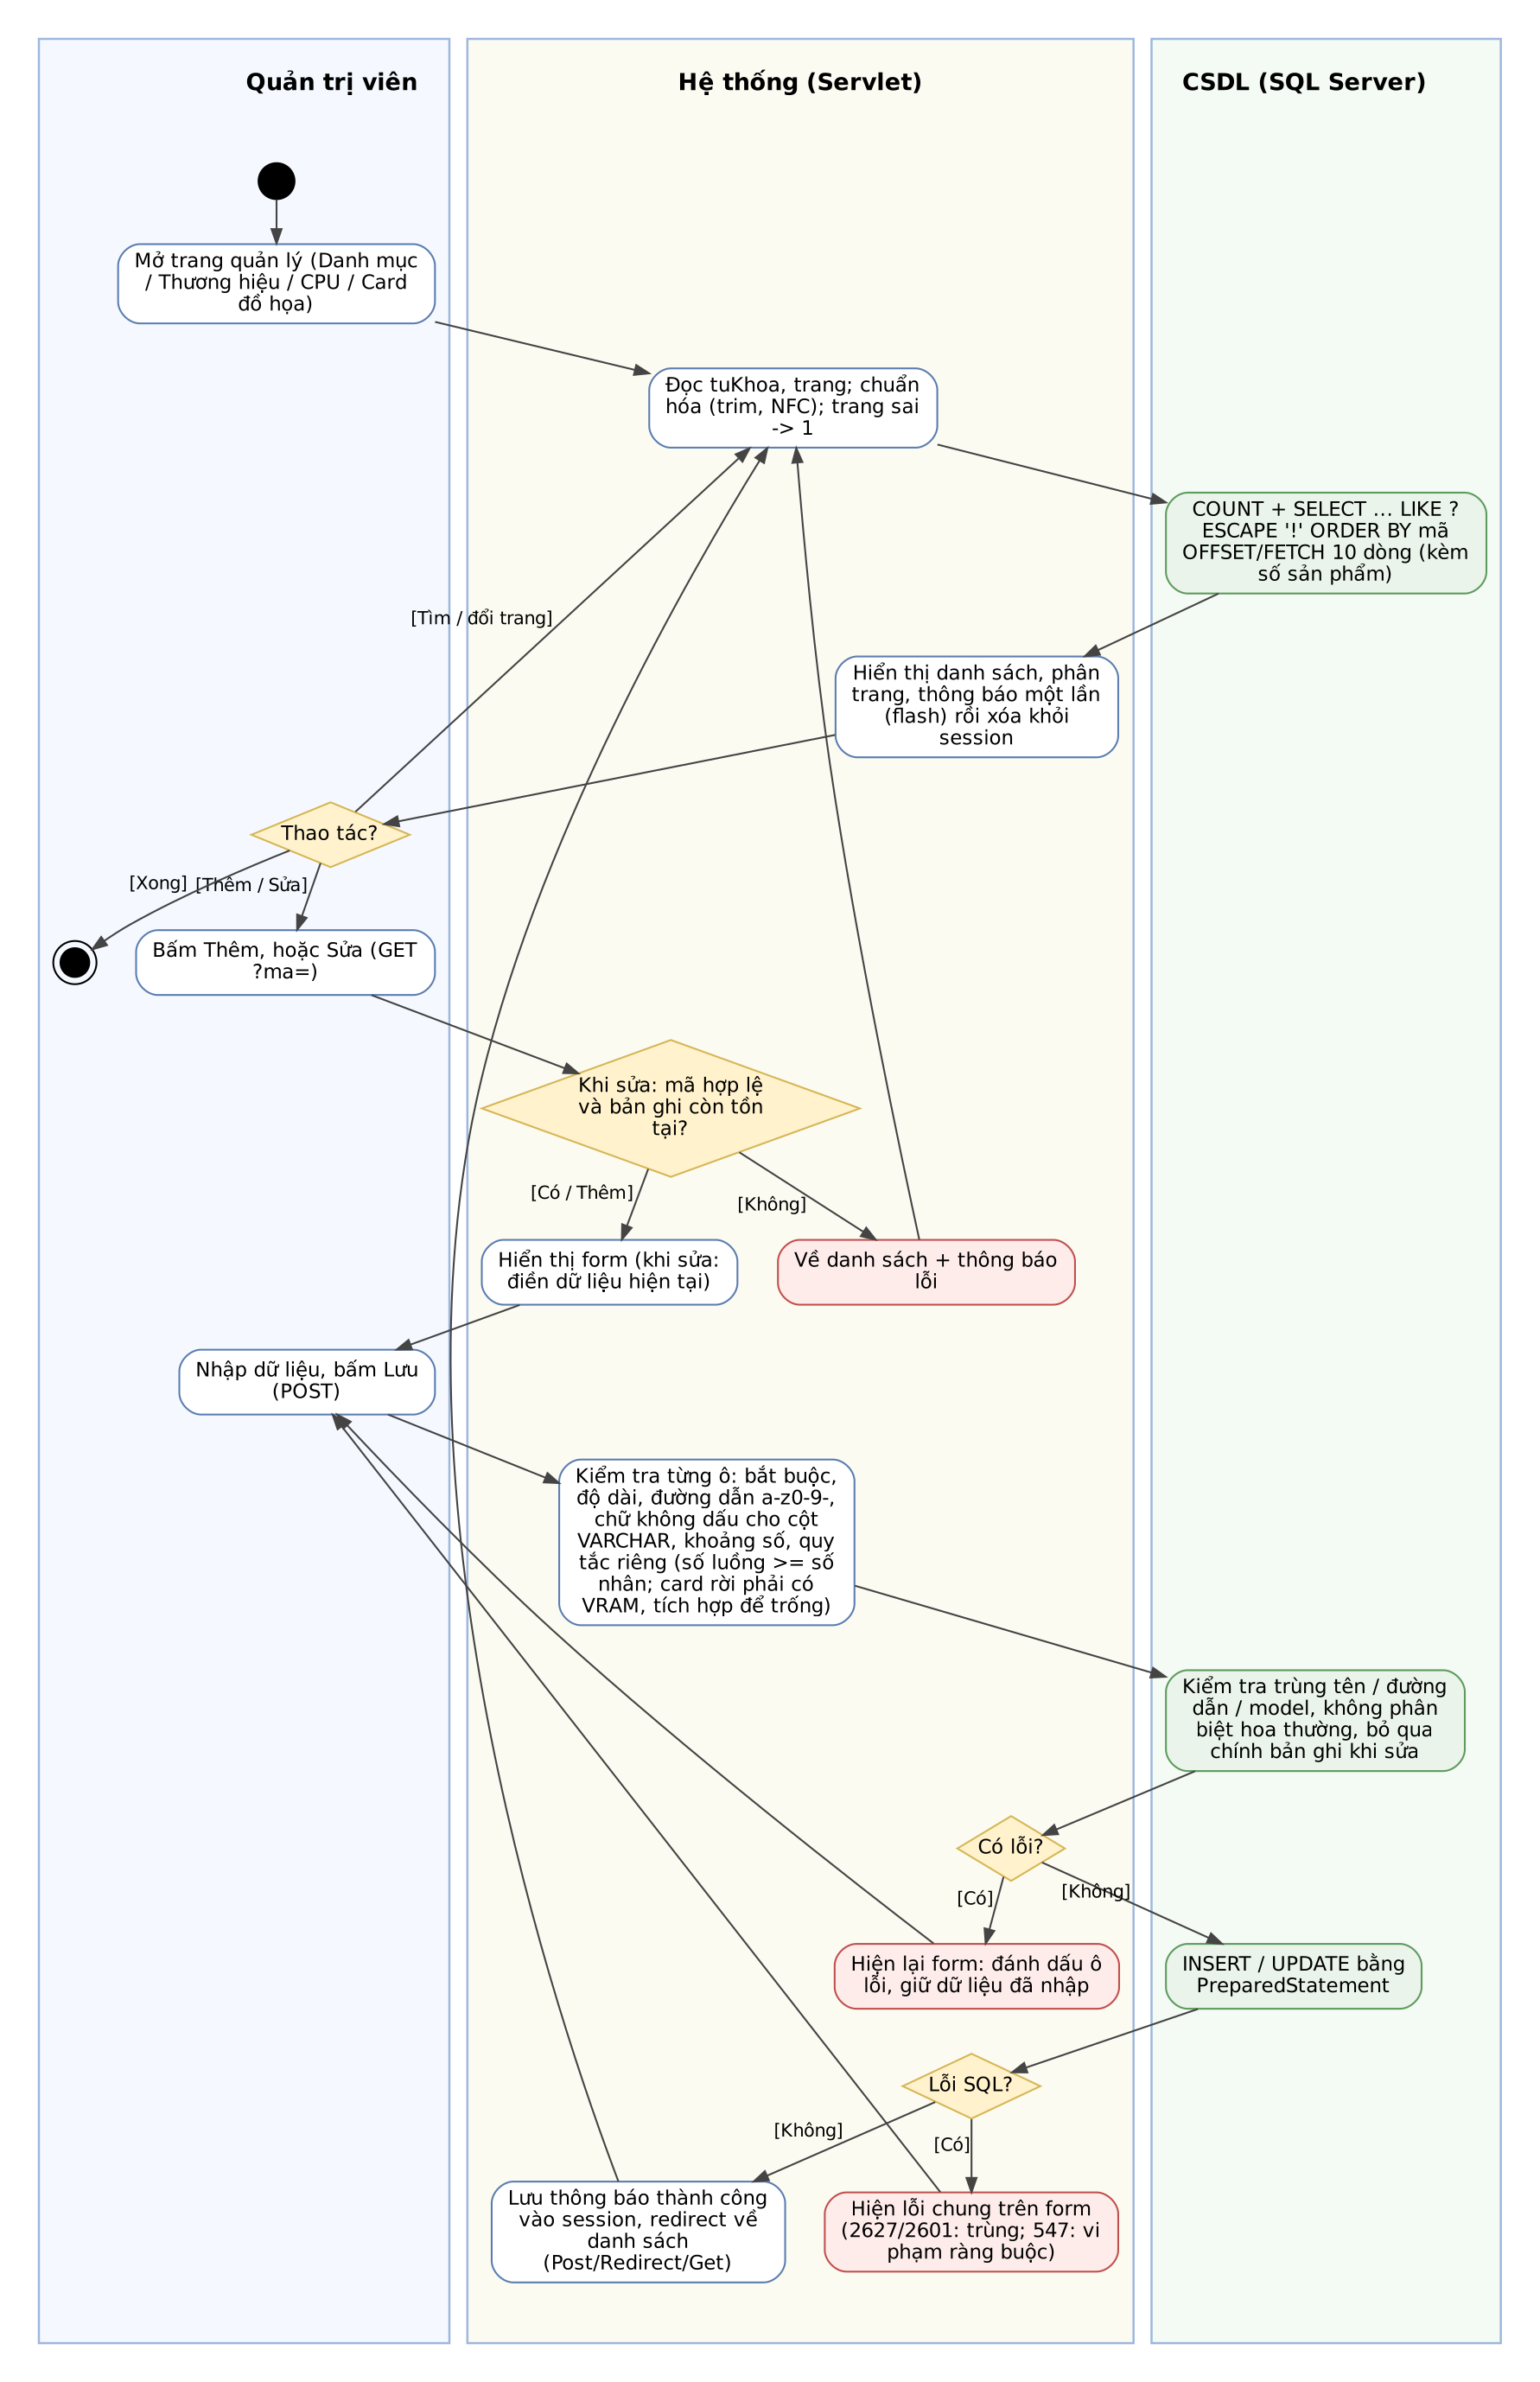 Quản trị viên
Hệ thống (Servlet)
CSDL (SQL Server)
Mở trang quản lý (Danh mục
/ Thương hiệu / CPU / Card
đồ họa)
Đọc tuKhoa, trang; chuẩn
hóa (trim, NFC); trang sai
-> 1
COUNT + SELECT … LIKE ?
ESCAPE '!' ORDER BY mã
OFFSET/FETCH 10 dòng (kèm
số sản phẩm)
[Tìm / đổi trang]
Hiển thị danh sách, phân
trang, thông báo một lần
(flash) rồi xóa khỏi
session
Thao tác?
[Xong]
[Thêm / Sửa]
Bấm Thêm, hoặc Sửa (GET
?ma=)
Khi sửa: mã hợp lệ
và bản ghi còn tồn
tại?
[Có / Thêm]
[Không]
Hiển thị form (khi sửa:
điền dữ liệu hiện tại)
Về danh sách + thông báo
lỗi
Nhập dữ liệu, bấm Lưu
(POST)
Kiểm tra từng ô: bắt buộc,
độ dài, đường dẫn a-z0-9-,
chữ không dấu cho cột
VARCHAR, khoảng số, quy
tắc riêng (số luồng >= số
nhân; card rời phải có
VRAM, tích hợp để trống)
Kiểm tra trùng tên / đường
dẫn / model, không phân
biệt hoa thường, bỏ qua
chính bản ghi khi sửa
Có lỗi?
[Có]
[Không]
Hiện lại form: đánh dấu ô
lỗi, giữ dữ liệu đã nhập
INSERT / UPDATE bằng
PreparedStatement
Lỗi SQL?
[Không]
[Có]
Lưu thông báo thành công
vào session, redirect về
danh sách
(Post/Redirect/Get)
Hiện lỗi chung trên form
(2627/2601: trùng; 547: vi
phạm ràng buộc)